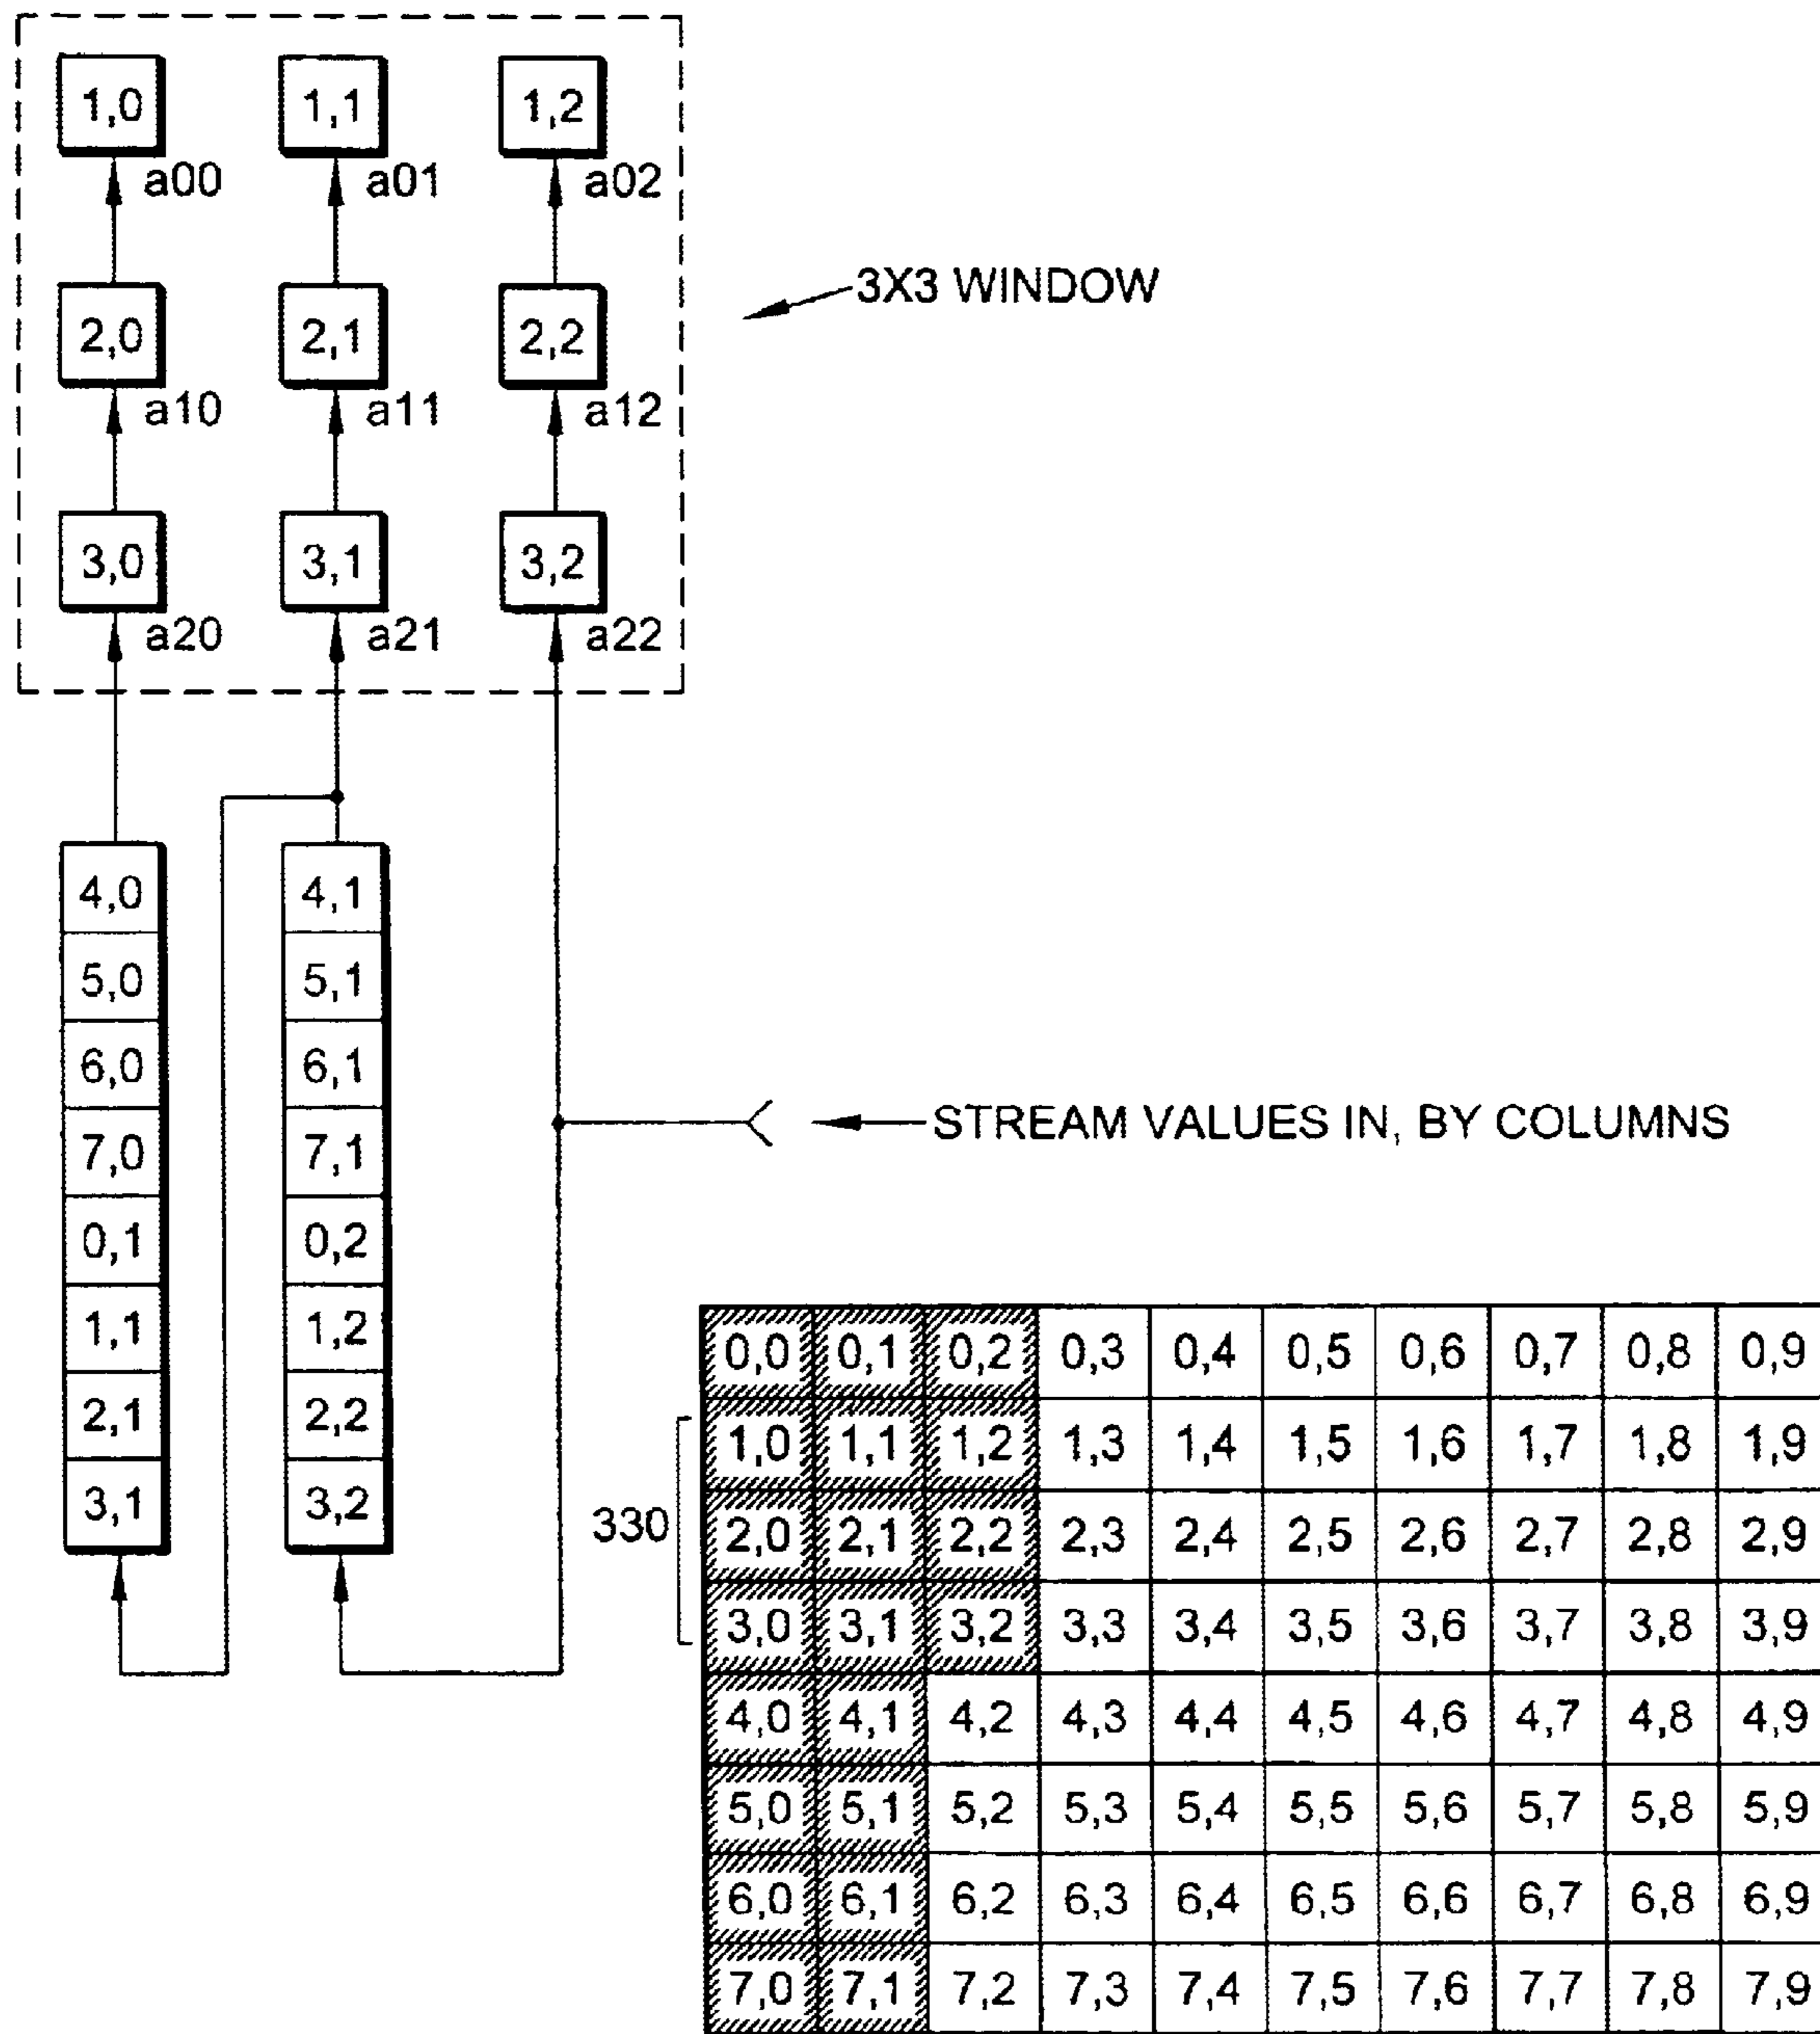 1,0 1,1 1,2
a00 a01 a02
3X3 WINDOW
2,0 2,1 2,2
a10 a11 a12
3,0 3,1 3,2
a20 a21 a22
4,0 4,1
5,0 5,1
6,0 6,1
7,0 7,1
STREAM VALUES IN, BY COLUMNS
0,1 0,2
1,1 1,2
2,1 2,2
3,1 3,2
330
0,0 0,1 0,2 0,3 0,4 0,5 0,6 0,7 0,8 0,9
1,0 1,1 1,2 1,3 1,4 1,5 1,6 1,7 1,8 1,9
2,0 2,1 2,2 2,3 2,4 2,5 2,6 2,7 2,8 2,9
3,0 3,1 3,2 3,3 3,4 3,5 3,6 3,7 3,8 3,9
4,0 4,1 4,2 4,3 4,4 4,5 4,6 4,7 4,8 4,9
5,0 5,1 5,2 5,3 5,4 5,5 5,6 5,7 5,8 5,9
6,0 6,1 6,2 6,3 6,4 6,5 6,6 6,7 6,8 6,9
7,0 7,1 7,2 7,3 7,4 7,5 7,6 7,7 7,8 7,9